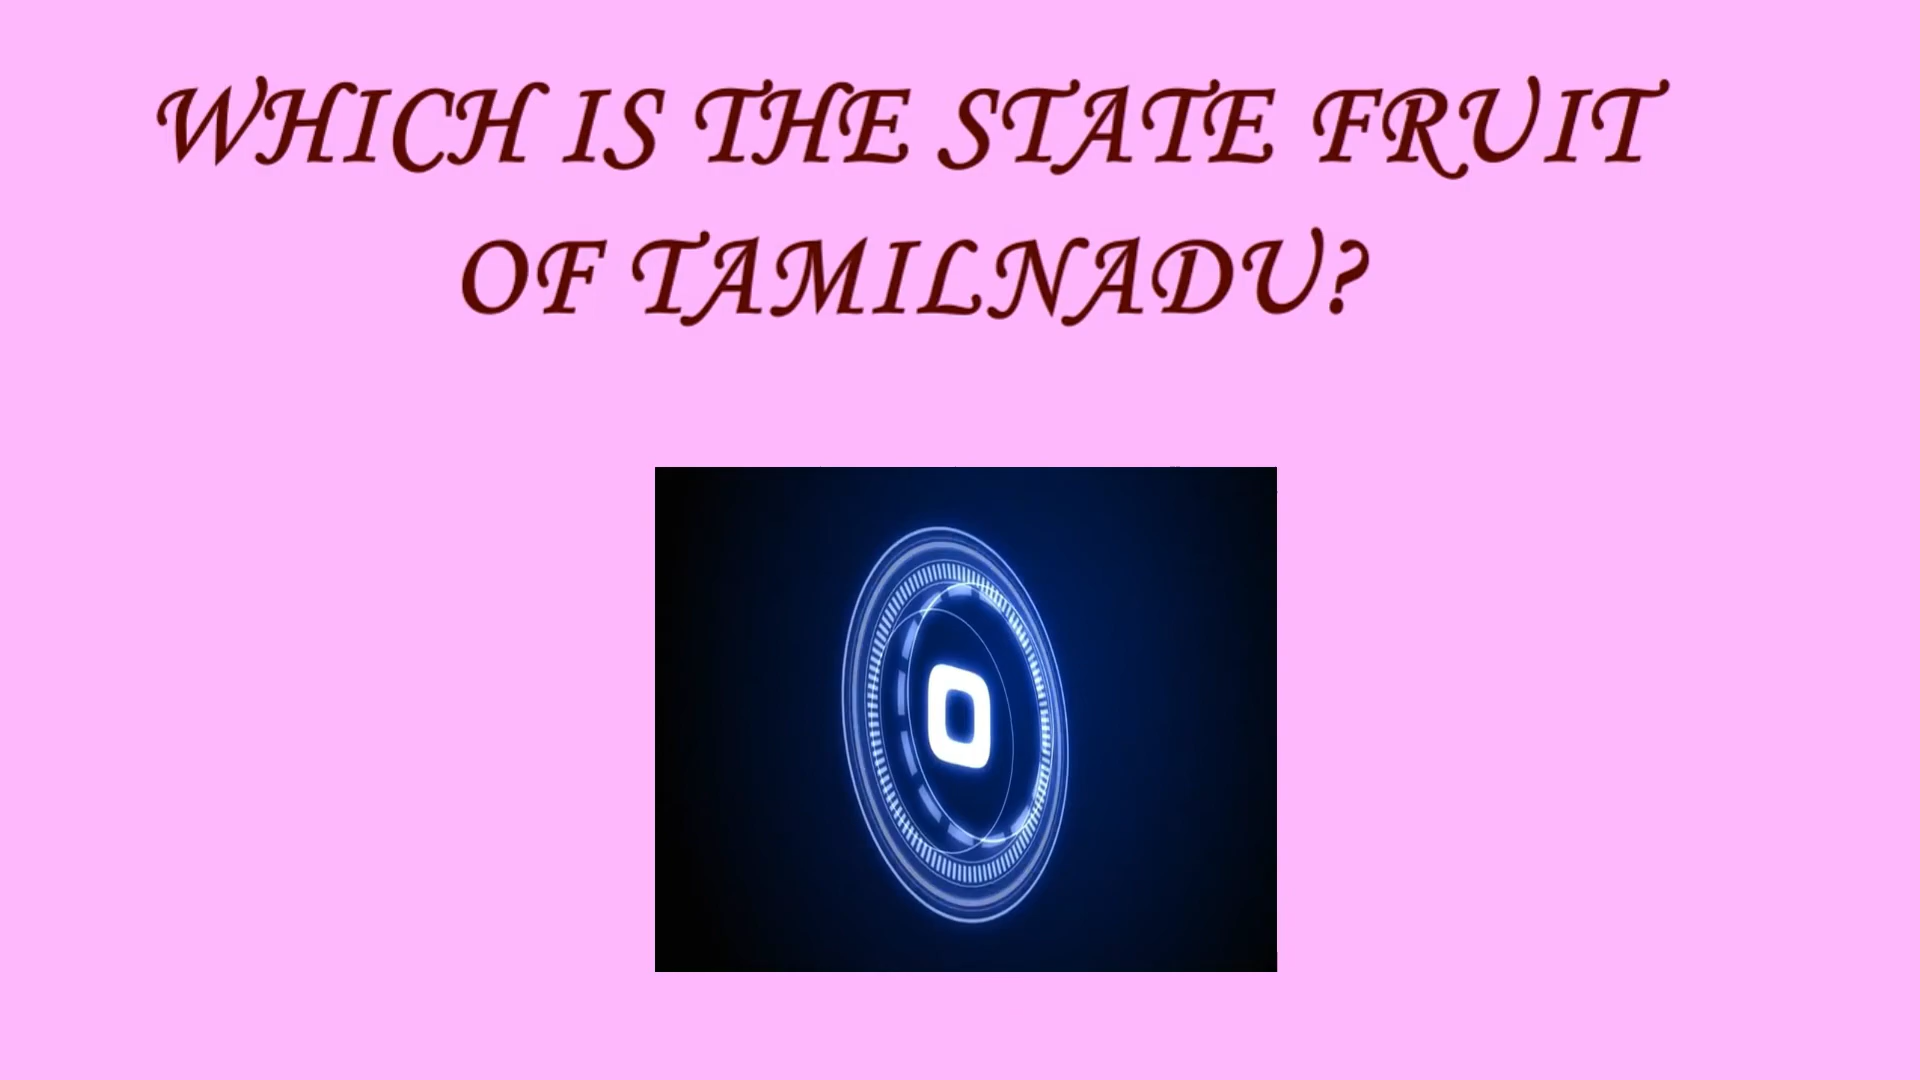 WHICH IS THE STATE FRUIT
OF TAMILNADU?
0